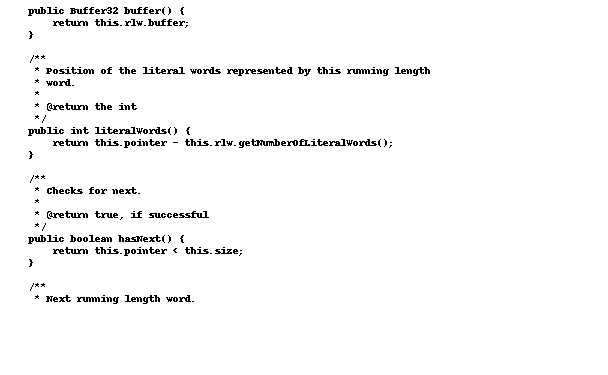 public Buffer32 buffer() {
    return this.rlw.buffer;
}

/**
 * Position of the literal words represented by this running length
 * word.
 *
 * @return the int
 */
public int literalWords() {
    return this.pointer - this.rlw.getNumberOfLiteralWords();
}

/**
 * Checks for next.
 *
 * @return true, if successful
 */
public boolean hasNext() {
    return this.pointer < this.size;
}

/**
 * Next running length word.